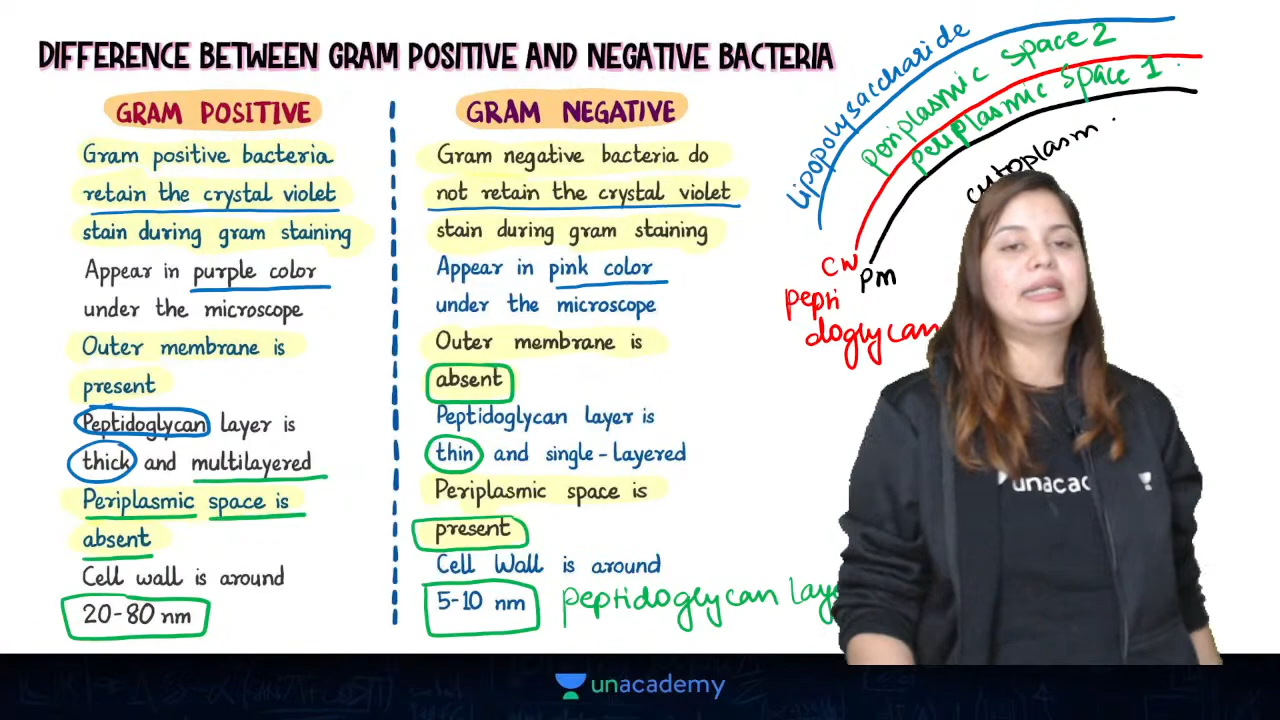 DIFFERENCE BETWEEN GRAM POSITIVE AND NEGATIVE BACTERIA
GRAM POSITIVE
Gram positive bacteria
retain the crystal violet
stain during gram staining
Appear in purple color
under the microscope
Outer membrane is
present
Peptidoglycan layer is
thick and multilayered
Periplasmic space is
absent
Cell wall is around
20-80 nm
GRAM NEGATIVE
Gram negative bacteria do
not retain the crystal violet
stain during gram staining
Appear in pink color
under the microscope
Outer membrane is
absent
Peptidoglycan layer is
thin and single-layered
Periplasmic space is
present
Cell Wall is around
5-10 nm
peptidoglycan
lipopolysaccharide
periplasmic space 2
periplasmic space 1
cytoplasm
CW
PM
pepti
doglycan
unacademy